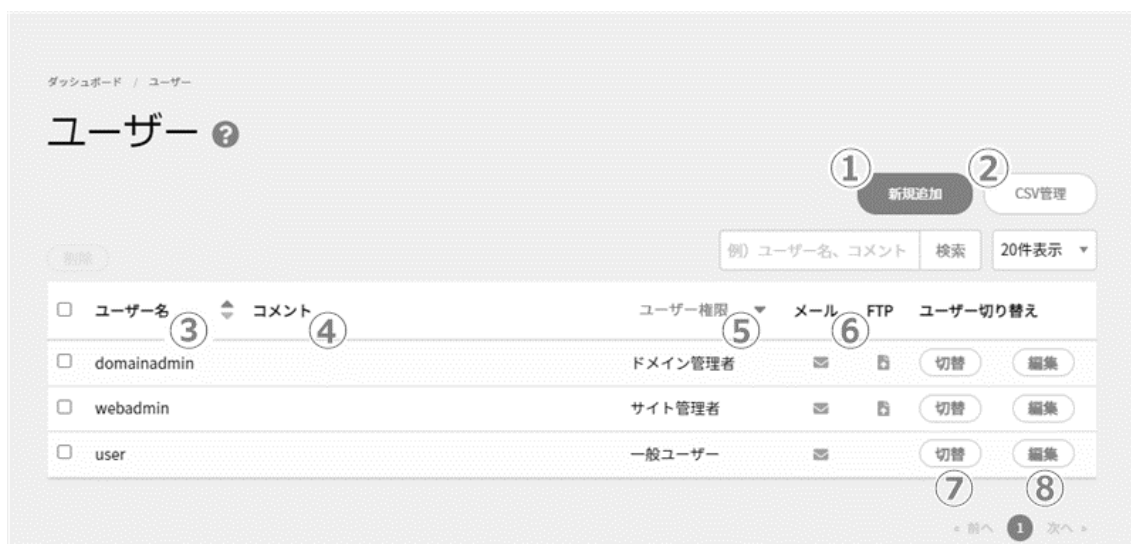 ダッシュボード / ユーザー
ユーザー ?
① ②
新規追加 CSV管理
削除 例）ユーザー名、コメント 検索 20件表示
ユーザー名 コメント ユーザー権限 メール FTP ユーザー切り替え
③ ④ ⑤ ⑥
domainadmin ドメイン管理者 切替 編集
webadmin サイト管理者 切替 編集
user 一般ユーザー 切替 編集
⑦ ⑧
« 前へ 1 次へ »